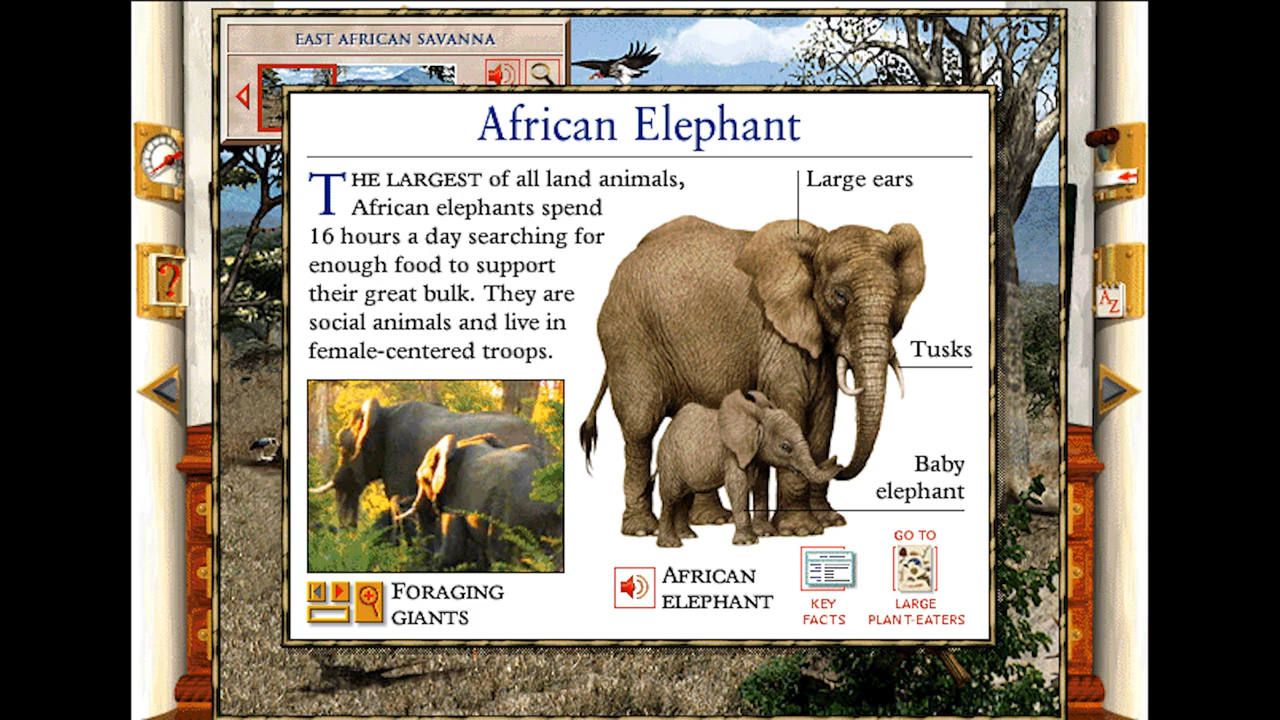 EAST AFRICAN SAVANNA
African Elephant
THE LARGEST of all land animals,
African elephants spend
16 hours a day searching for
enough food to support
their great bulk. They are
social animals and live in
female-centered troops.
Large ears
Tusks
Baby
elephant
FORAGING
GIANTS
AFRICAN
ELEPHANT
KEY
FACTS
GO TO
LARGE
PLANT-EATERS
?
A
Z